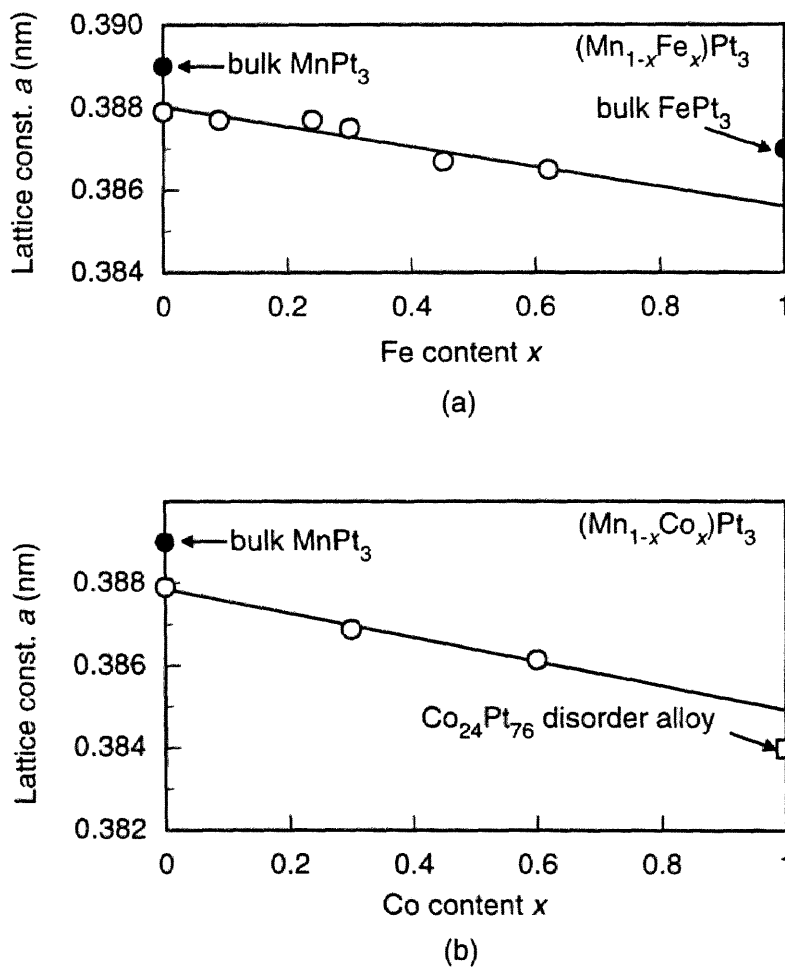 0.390
(Mn₁₋ₓFeₓ)Pt₃
bulk MnPt₃
0.388
bulk FePt₃
0.386
0.384
Lattice const. a (nm)
0 0.2 0.4 0.6 0.8 1
Fe content x
(a)
(Mn₁₋ₓCoₓ)Pt₃
bulk MnPt₃
0.388
0.386
Co₂₄Pt₇₆ disorder alloy
0.384
0.382
Lattice const. a (nm)
0 0.2 0.4 0.6 0.8 1
Co content x
(b)